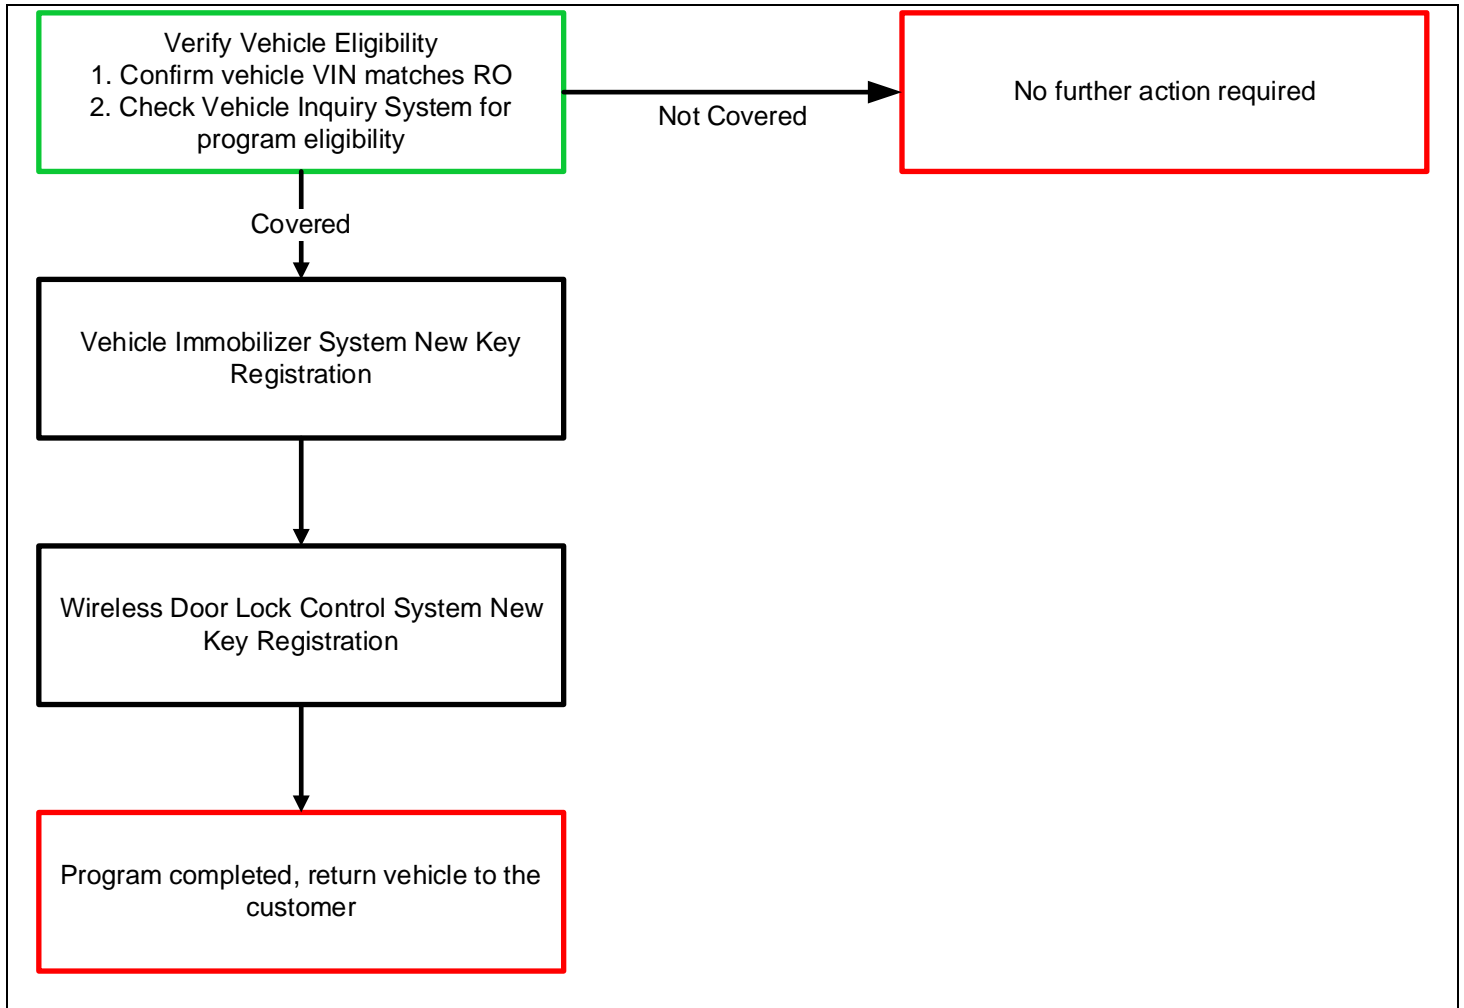 Verify Vehicle Eligibility
1. Confirm vehicle VIN matches RO
2. Check Vehicle Inquiry System for
program eligibility
Not Covered
No further action required
Covered
Vehicle Immobilizer System New Key
Registration
Wireless Door Lock Control System New
Key Registration
Program completed, return vehicle to the
customer